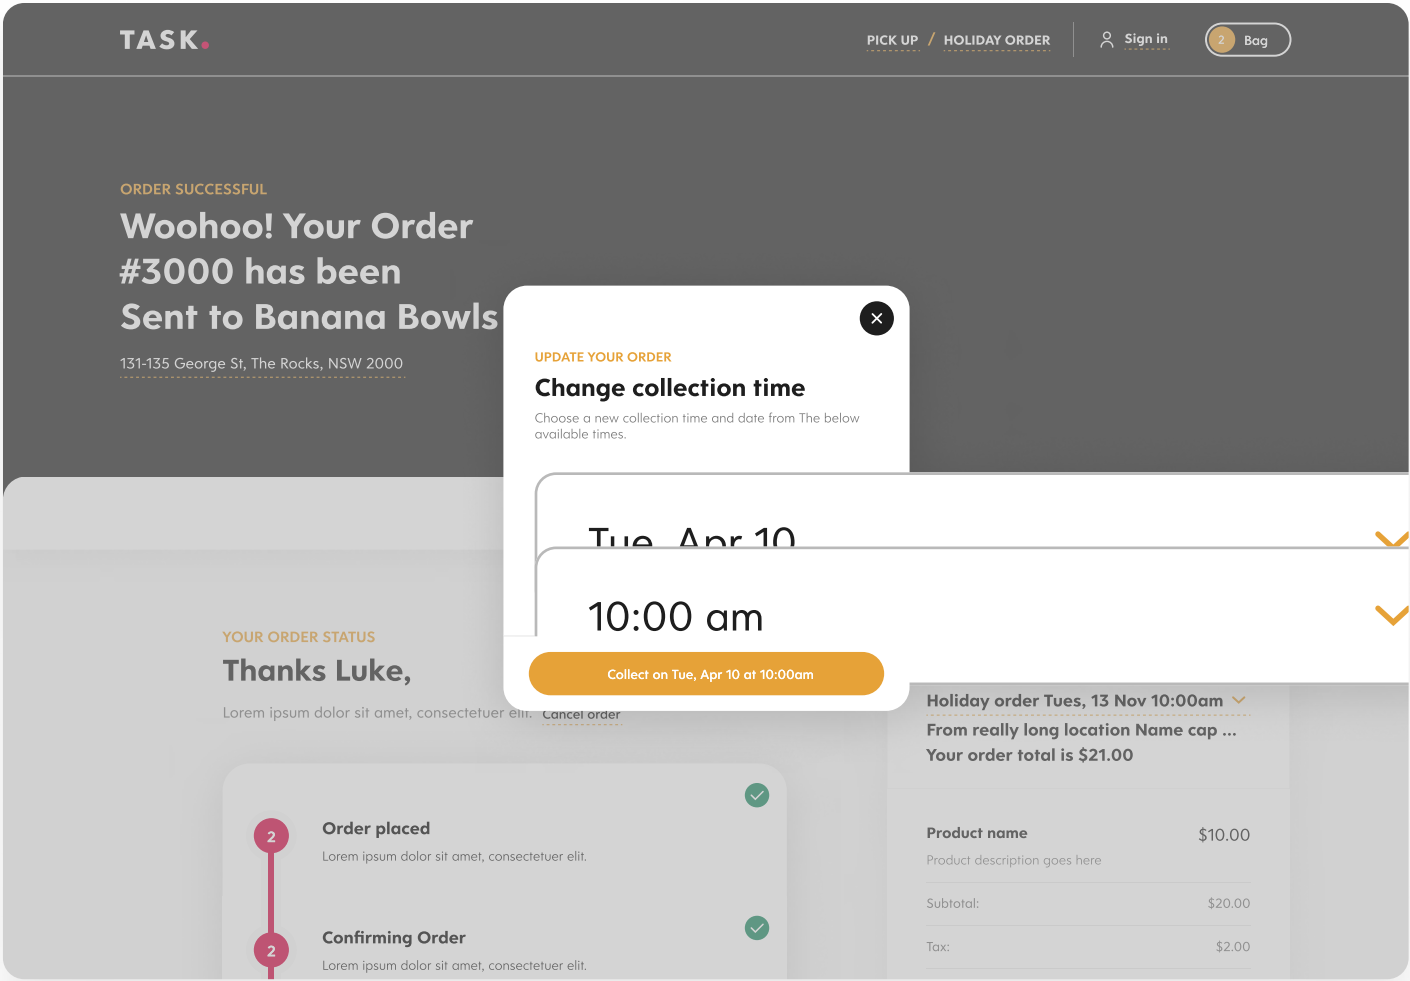 TASK.
PICK UP / HOLIDAY ORDER
Sign in
2 Bag
ORDER SUCCESSFUL
Woohoo! Your Order
#3000 has been
Sent to Banana Bowls
131-135 George St, The Rocks, NSW 2000
UPDATE YOUR ORDER
Change collection time
Choose a new collection time and date from The below
available times.
Tue, Apr 10
10:00 am
Collect on Tue, Apr 10 at 10:00am
YOUR ORDER STATUS
Thanks Luke,
Lorem ipsum dolor sit amet, consectetuer elit. Cancel order
2 Order placed
Lorem ipsum dolor sit amet, consectetuer elit.
2 Confirming Order
Lorem ipsum dolor sit amet, consectetuer elit.
Holiday order Tues, 13 Nov 10:00am
From really long location Name cap ...
Your order total is $21.00
Product name $10.00
Product description goes here
Subtotal: $20.00
Tax: $2.00